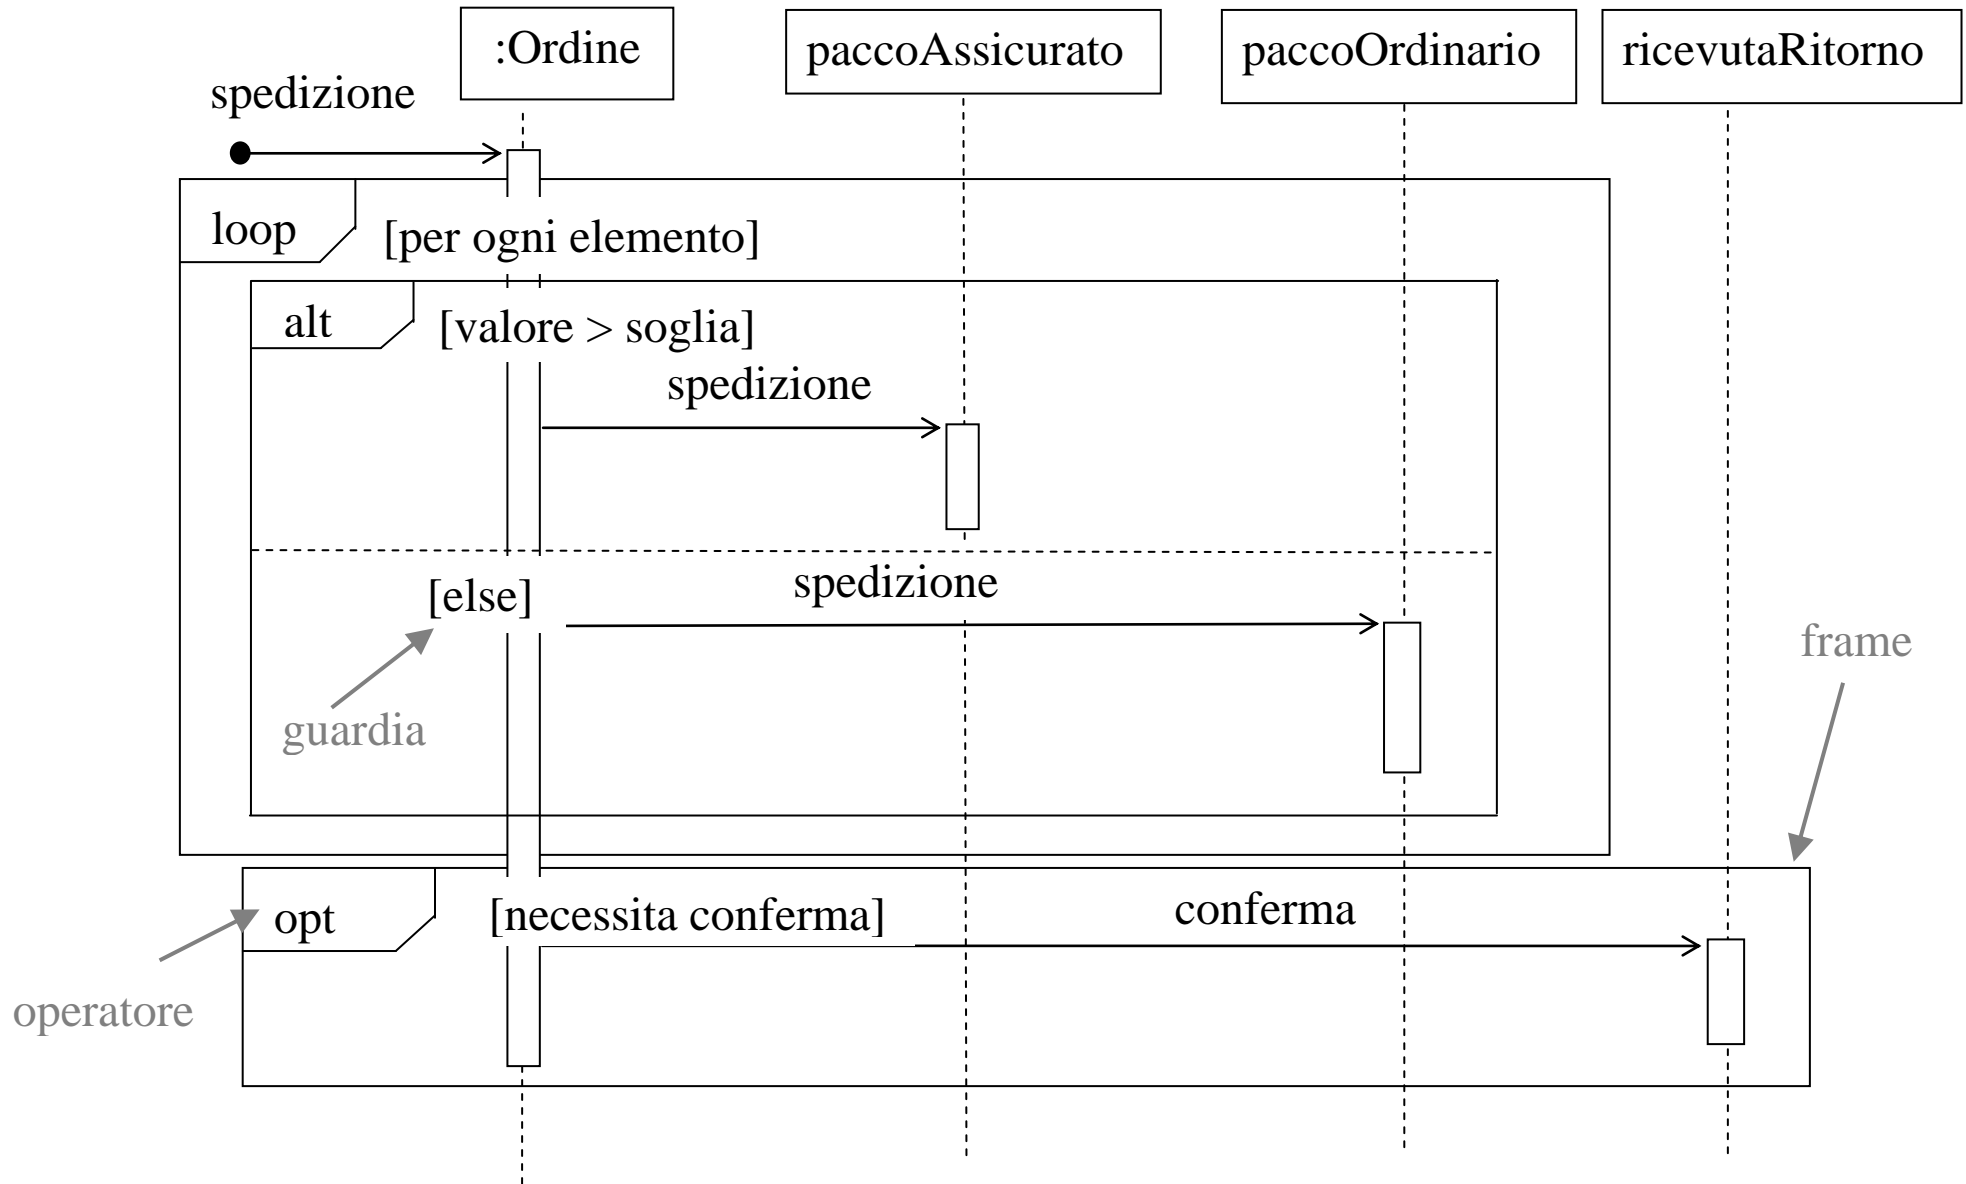 :Ordine
paccoAssicurato
paccoOrdinario
ricevutaRitorno
spedizione
loop
[per ogni elemento]
alt
[valore > soglia]
spedizione
[else]
spedizione
guardia
frame
opt
[necessita conferma]
conferma
operatore